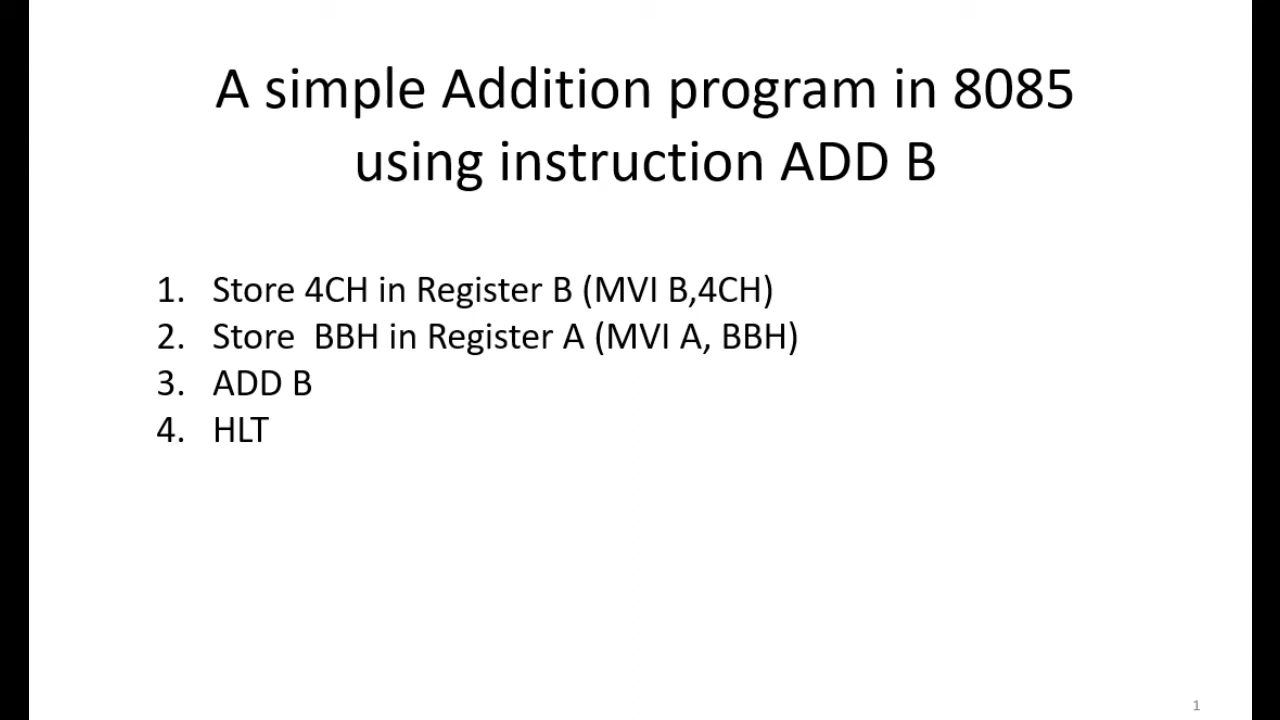 A simple Addition program in 8085
using instruction ADD B
1. Store 4CH in Register B (MVI B,4CH)
2. Store  BBH in Register A (MVI A, BBH)
3. ADD B
4. HLT
1